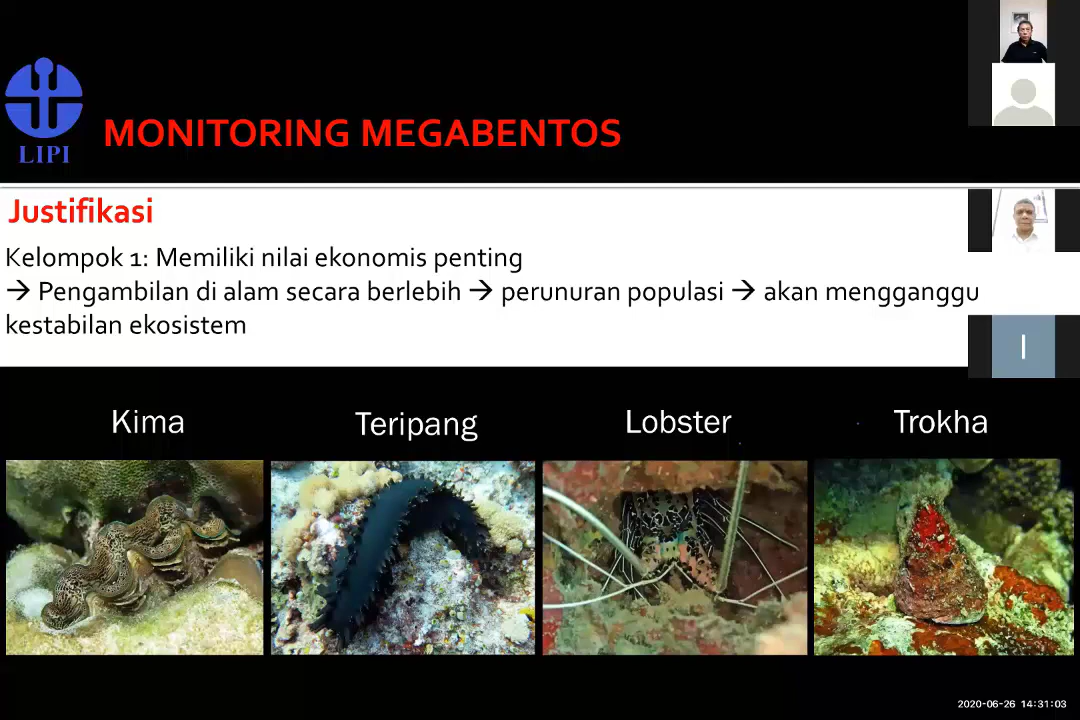 LIPI
MONITORING MEGABENTOS
Justifikasi
Kelompok 1: Memiliki nilai ekonomis penting
→ Pengambilan di alam secara berlebih → perunuran populasi → akan mengganggu
kestabilan ekosistem
I
Kima
Teripang
Lobster
Trokha
2020-06-26 14:31:03